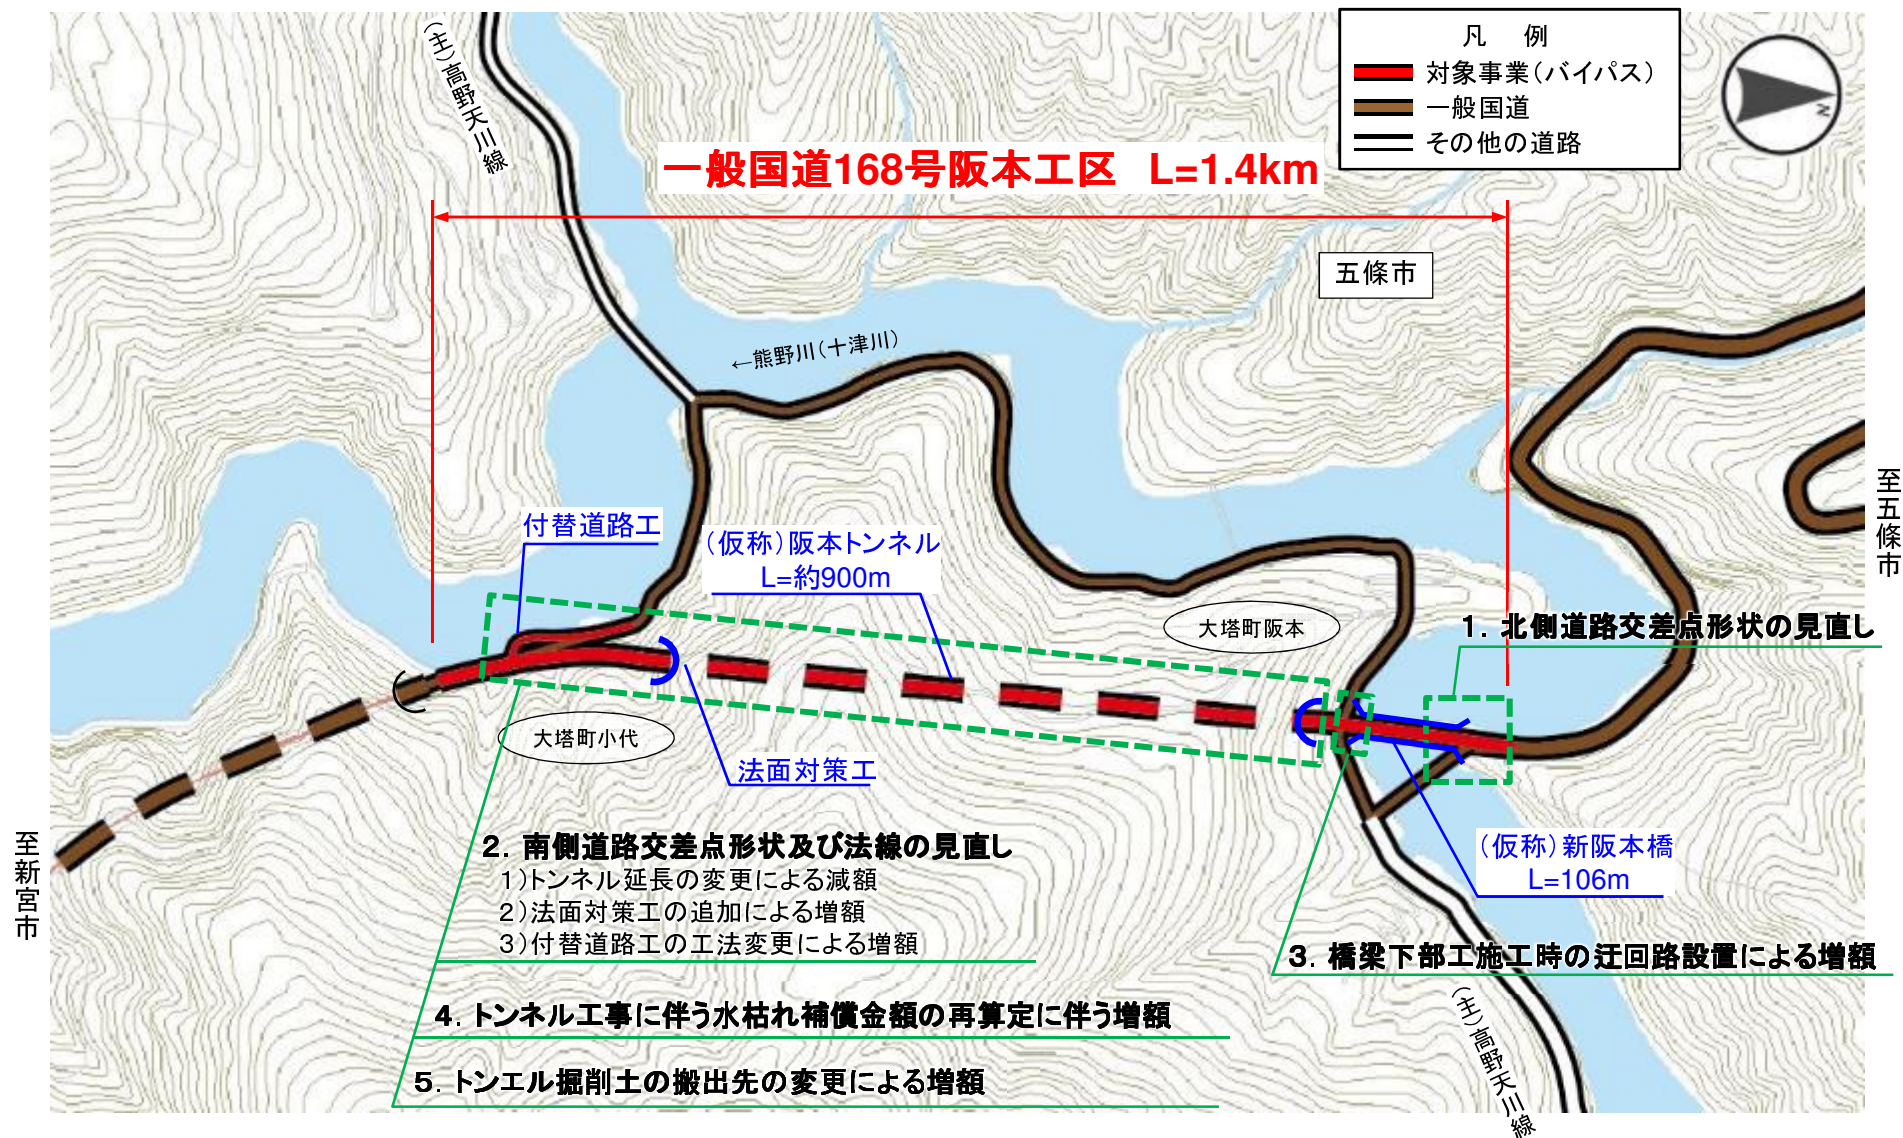 凡　例
対象事業（バイパス）
一般国道
その他の道路
N
（主）高野天川線
一般国道168号阪本工区　L=1.4km
五條市
←熊野川（十津川）
至五條市
付替道路工
（仮称）阪本トンネル
L=約900m
大塔町阪本
1．北側道路交差点形状の見直し
大塔町小代
法面対策工
至新宮市
2．南側道路交差点形状及び法線の見直し
1）トンネル延長の変更による減額
2）法面対策工の追加による増額
3）付替道路工の工法変更による増額
（仮称）新阪本橋
L=106m
3．橋梁下部工施工時の迂回路設置による増額
4．トンネル工事に伴う水枯れ補償金額の再算定に伴う増額
5．トンエル掘削土の搬出先の変更による増額
（主）高野天川線